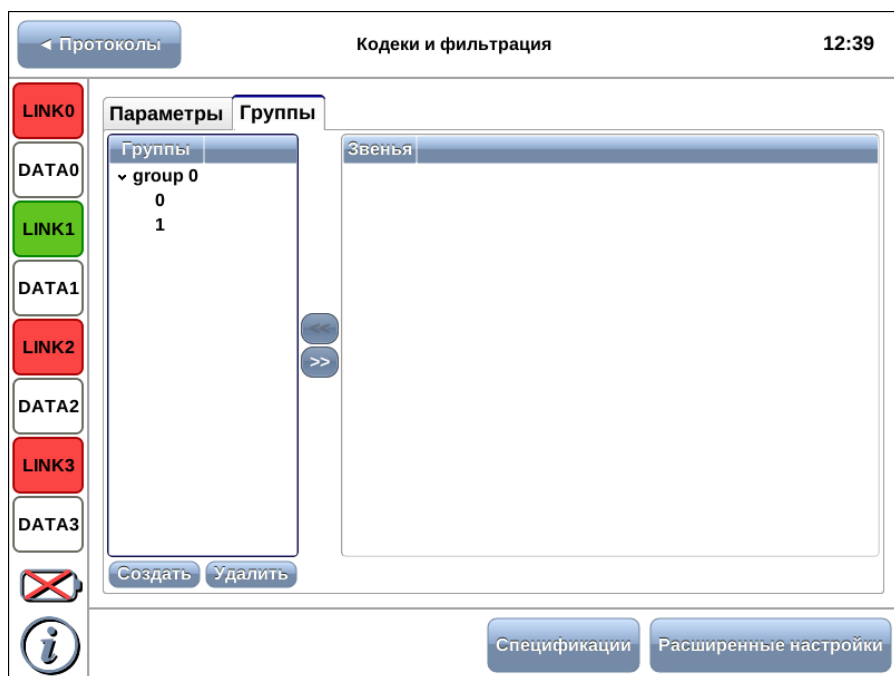 ◄ Протоколы
Кодеки и фильтрация
12:39
LINK0
DATA0
LINK1
DATA1
LINK2
DATA2
LINK3
DATA3
Параметры
Группы
Группы
group 0
0
1
<<
>>
Звенья
Создать
Удалить
i
Спецификации
Расширенные настройки